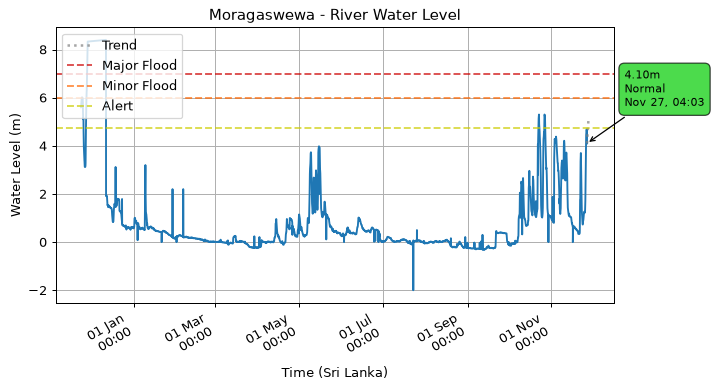 Moragaswewa - River Water Level
Trend
Major Flood
Minor Flood
Alert
4.10m
Normal
Nov 27, 04:03
Water Level (m)
8
6
4
2
0
−2
01 Jan
00:00
01 Mar
00:00
01 May
00:00
01 Jul
00:00
01 Sep
00:00
01 Nov
00:00
Time (Sri Lanka)